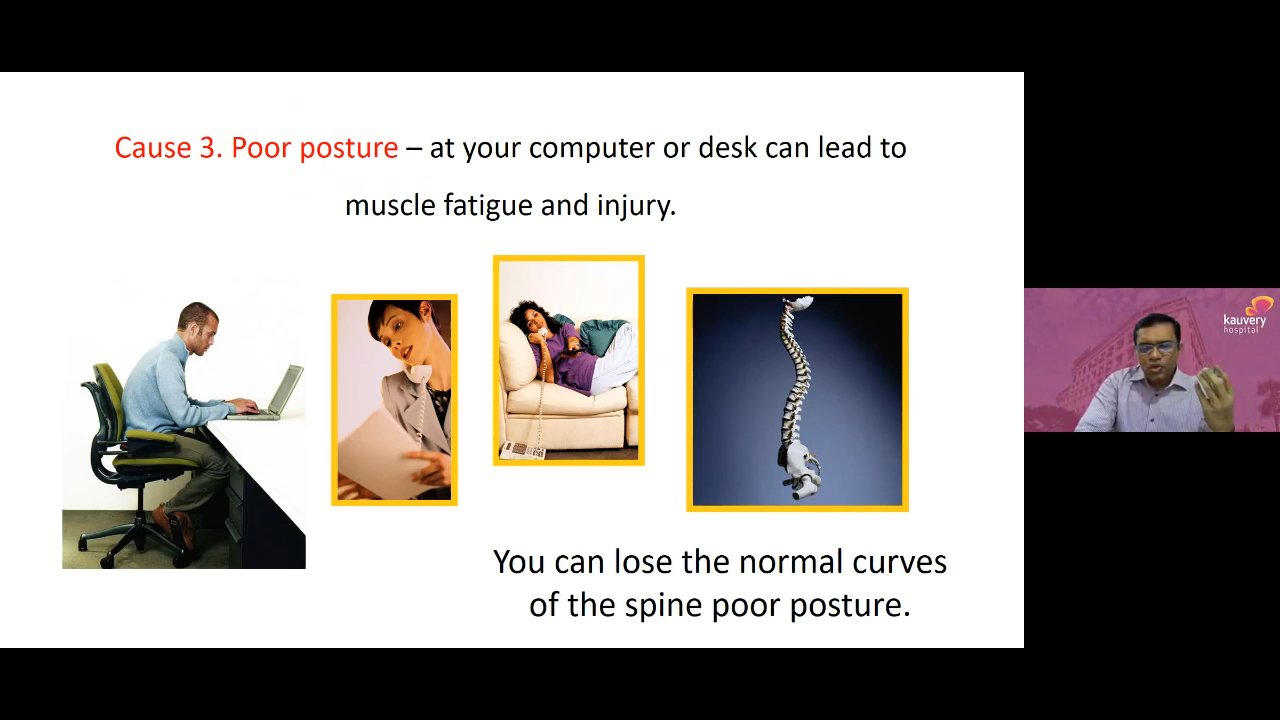 Cause 3. Poor posture – at your computer or desk can lead to
muscle fatigue and injury.
You can lose the normal curves
of the spine poor posture.
kauvery
hospital